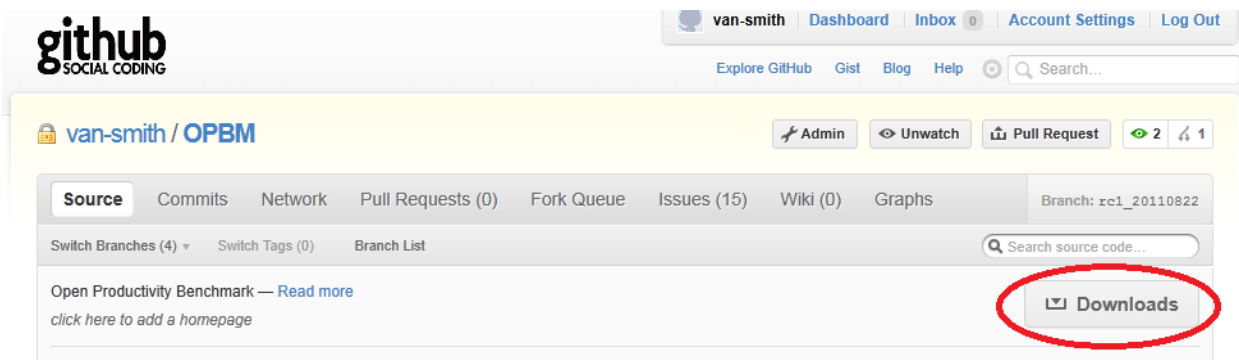 github
SOCIAL CODING
van-smith Dashboard Inbox 0 Account Settings Log Out
Explore GitHub Gist Blog Help Search...
van-smith / OPBM
Admin Unwatch Pull Request 2 1
Source Commits Network Pull Requests (0) Fork Queue Issues (15) Wiki (0) Graphs Branch: rc1_20110822
Switch Branches (4) Switch Tags (0) Branch List Search source code...
Open Productivity Benchmark — Read more
click here to add a homepage
Downloads